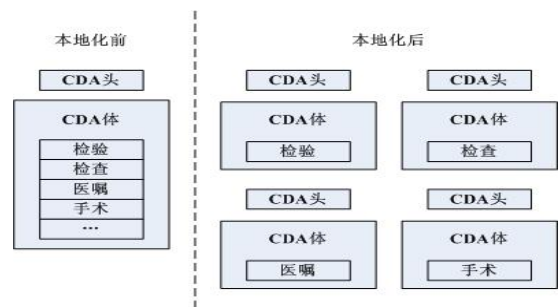 本地化前
CDA头
CDA体
检验
检查
医嘱
手术
…
本地化后
CDA头
CDA体
检验
CDA头
CDA体
检查
CDA头
CDA体
医嘱
CDA头
CDA体
手术